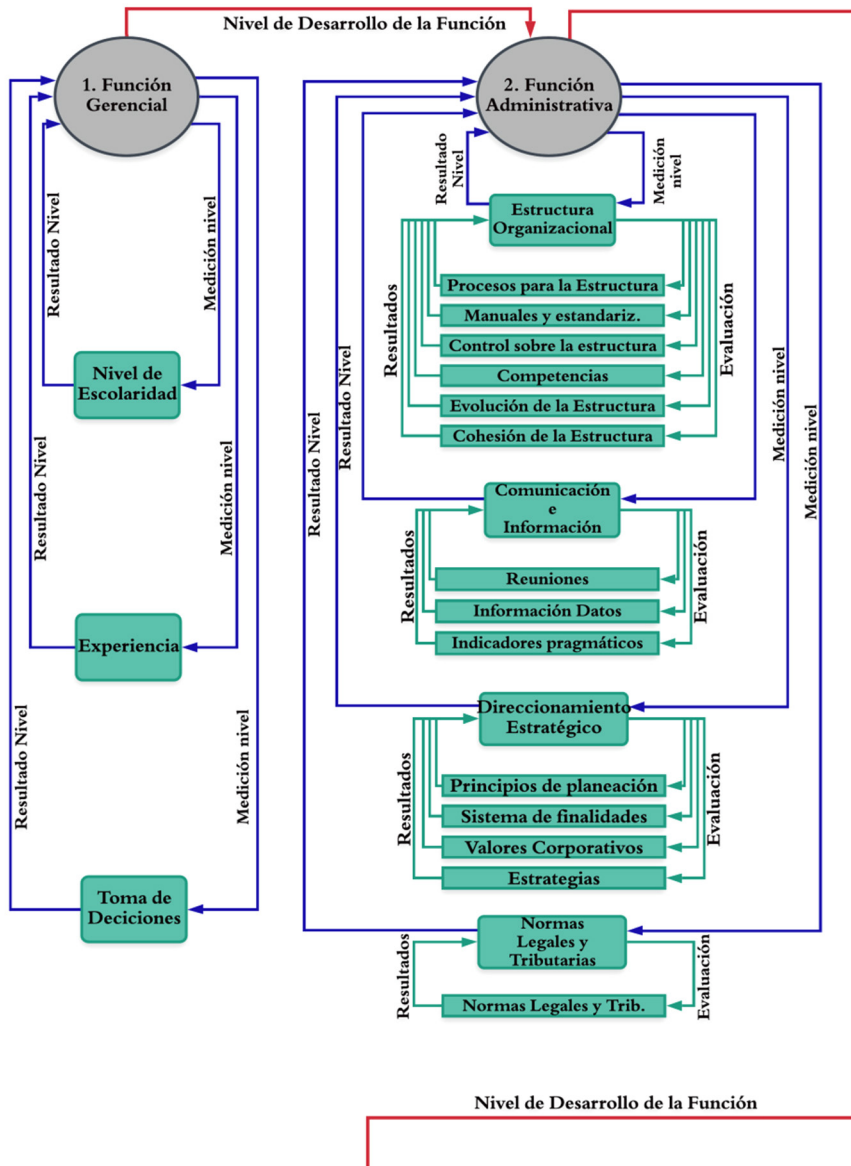 Nivel de Desarrollo de la Función
1. Función
Gerencial
Resultado Nivel
Medición nivel
Nivel de
Escolaridad
Resultado Nivel
Medición nivel
Experiencia
Resultado Nivel
Medición nivel
Toma de
Deciciones
2. Función
Administrativa
Resultado
Nivel
Medición
nivel
Estructura
Organizacional
Resultados
Evaluación
Procesos para la Estructura
Manuales y estandariz.
Control sobre la estructura
Competencias
Evolución de la Estructura
Cohesión de la Estructura
Resultado Nivel
Medición nivel
Comunicación
e
Información
Resultados
Evaluación
Reuniones
Información Datos
Indicadores pragmáticos
Resultado Nivel
Medición nivel
Direccionamiento
Estratégico
Resultados
Evaluación
Principios de planeación
Sistema de finalidades
Valores Corporativos
Estrategias
Normas
Legales y
Tributarias
Resultados
Evaluación
Normas Legales y Trib.
Nivel de Desarrollo de la Función